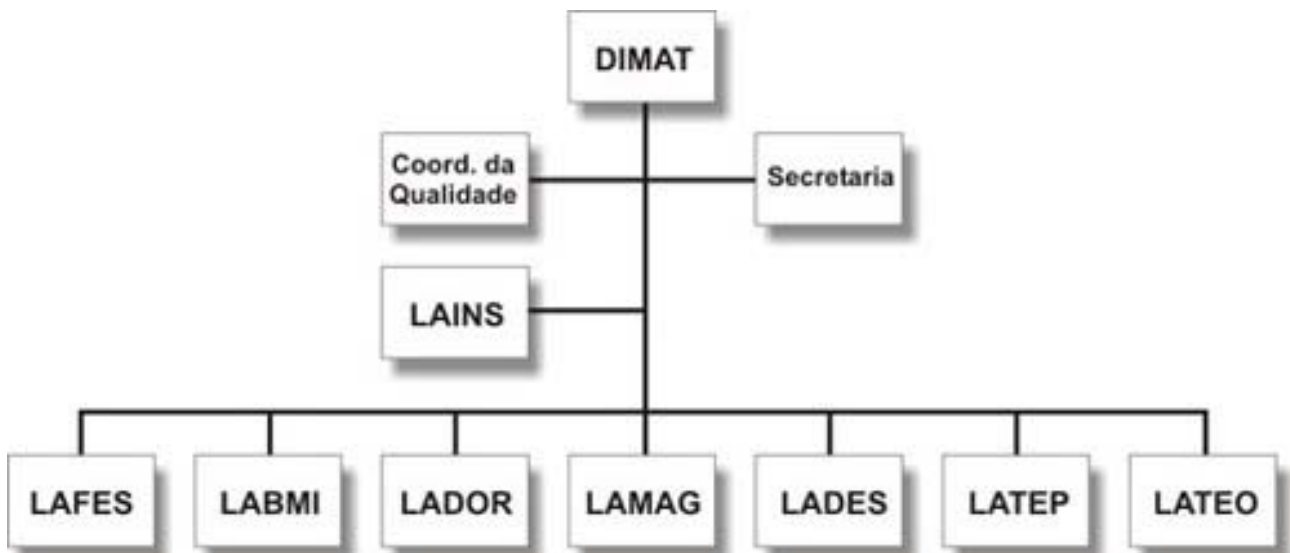 DIMAT
Coord. da
Qualidade
Secretaria
LAINS
LAFES
LABMI
LADOR
LAMAG
LADES
LATEP
LATEO